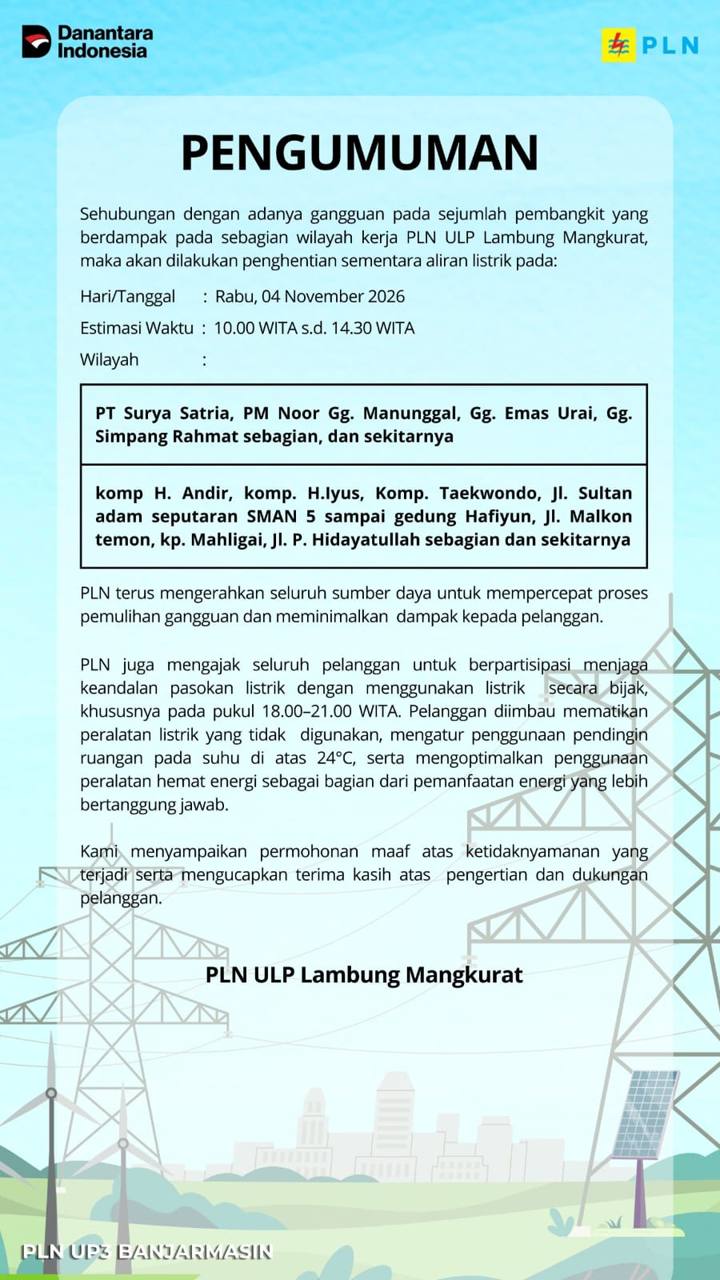 Danantara
Indonesia
PLN
PENGUMUMAN
Sehubungan dengan adanya gangguan pada sejumlah pembangkit yang
berdampak pada sebagian wilayah kerja PLN ULP Lambung Mangkurat,
maka akan dilakukan penghentian sementara aliran listrik pada:
Hari/Tanggal : Rabu, 04 November 2026
Estimasi Waktu : 10.00 WITA s.d. 14.30 WITA
Wilayah :
PT Surya Satria, PM Noor Gg. Manunggal, Gg. Emas Urai, Gg.
Simpang Rahmat sebagian, dan sekitarnya
komp H. Andir, komp. H.Iyus, Komp. Taekwondo, Jl. Sultan
adam seputaran SMAN 5 sampai gedung Hafiyun, Jl. Malkon
temon, kp. Mahligai, Jl. P. Hidayatullah sebagian dan sekitarnya
PLN terus mengerahkan seluruh sumber daya untuk mempercepat proses
pemulihan gangguan dan meminimalkan dampak kepada pelanggan.
PLN juga mengajak seluruh pelanggan untuk berpartisipasi menjaga
keandalan pasokan listrik dengan menggunakan listrik secara bijak,
khususnya pada pukul 18.00–21.00 WITA. Pelanggan diimbau mematikan
peralatan listrik yang tidak digunakan, mengatur penggunaan pendingin
ruangan pada suhu di atas 24°C, serta mengoptimalkan penggunaan
peralatan hemat energi sebagai bagian dari pemanfaatan energi yang lebih
bertanggung jawab.
Kami menyampaikan permohonan maaf atas ketidaknyamanan yang
terjadi serta mengucapkan terima kasih atas pengertian dan dukungan
pelanggan.
PLN ULP Lambung Mangkurat
PLN UP3 BANJARMASIN